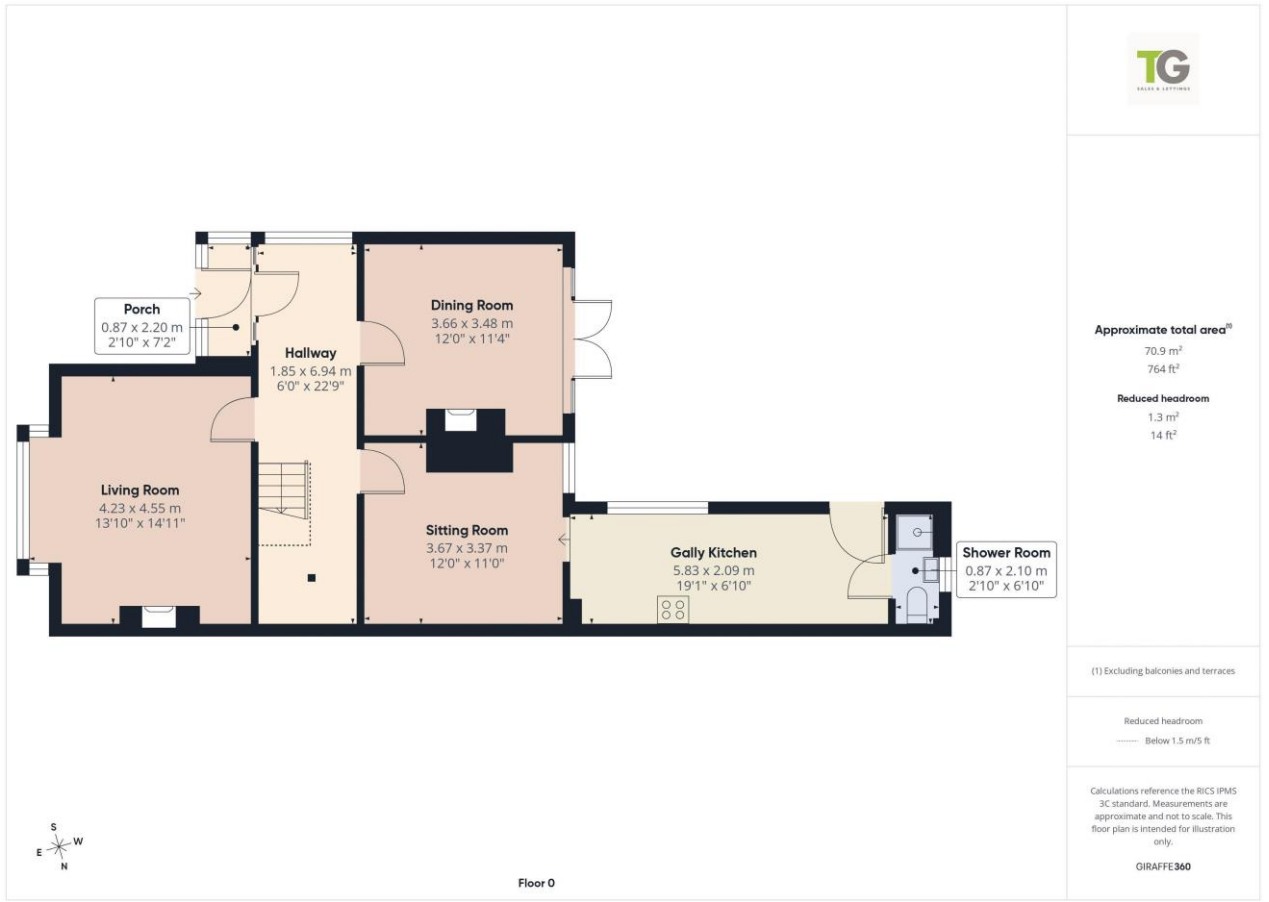 Porch
0.87 x 2.20 m
2'10" x 7'2"
Hallway
1.85 x 6.94 m
6'0" x 22'9"
Dining Room
3.66 x 3.48 m
12'0" x 11'4"
Living Room
4.23 x 4.55 m
13'10" x 14'11"
Sitting Room
3.67 x 3.37 m
12'0" x 11'0"
Gally Kitchen
5.83 x 2.09 m
19'1" x 6'10"
Shower Room
0.87 x 2.10 m
2'10" x 6'10"
S
W
E
N
Floor 0
TG
SALES & LETTINGS
Approximate total area(1)
70.9 m²
764 ft²
Reduced headroom
1.3 m²
14 ft²
(1) Excluding balconies and terraces
Reduced headroom
Below 1.5 m/5 ft
Calculations reference the RICS IPMS
3C standard. Measurements are
approximate and not to scale. This
floor plan is intended for illustration
only.
GIRAFFE360